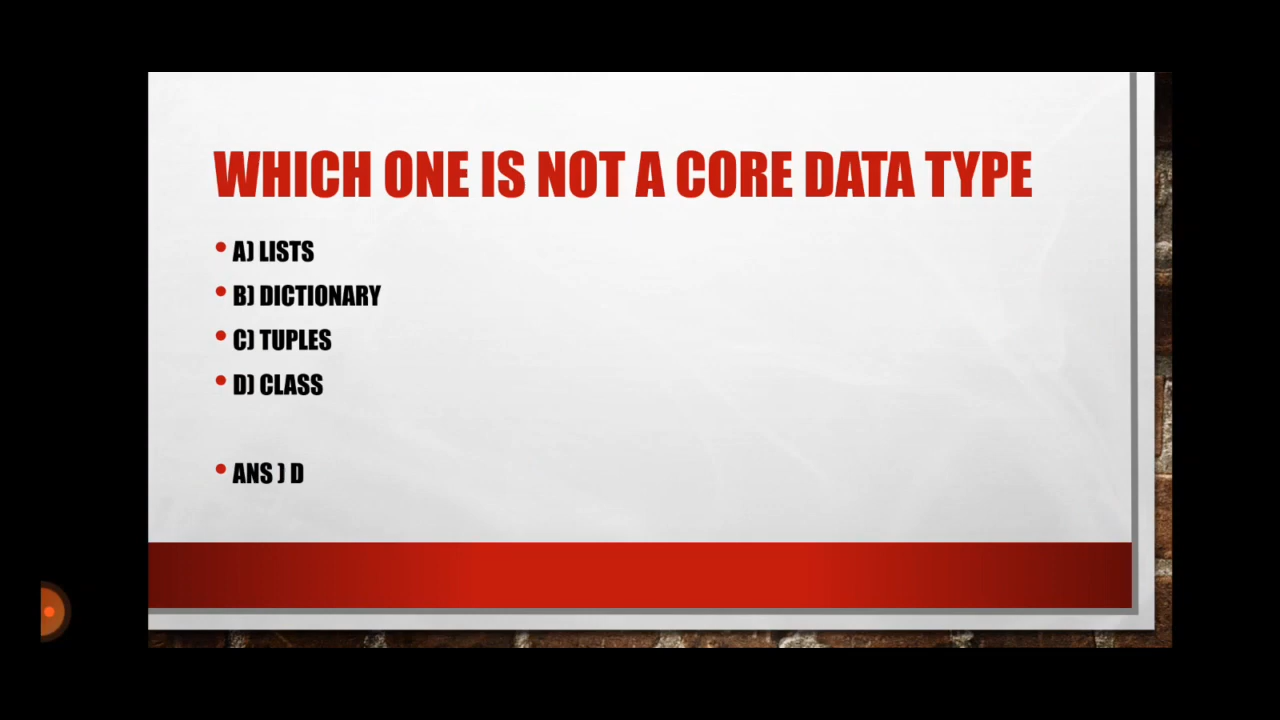 WHICH ONE IS NOT A CORE DATA TYPE
• A) LISTS
• B) DICTIONARY
• C) TUPLES
• D) CLASS
• ANS ) D